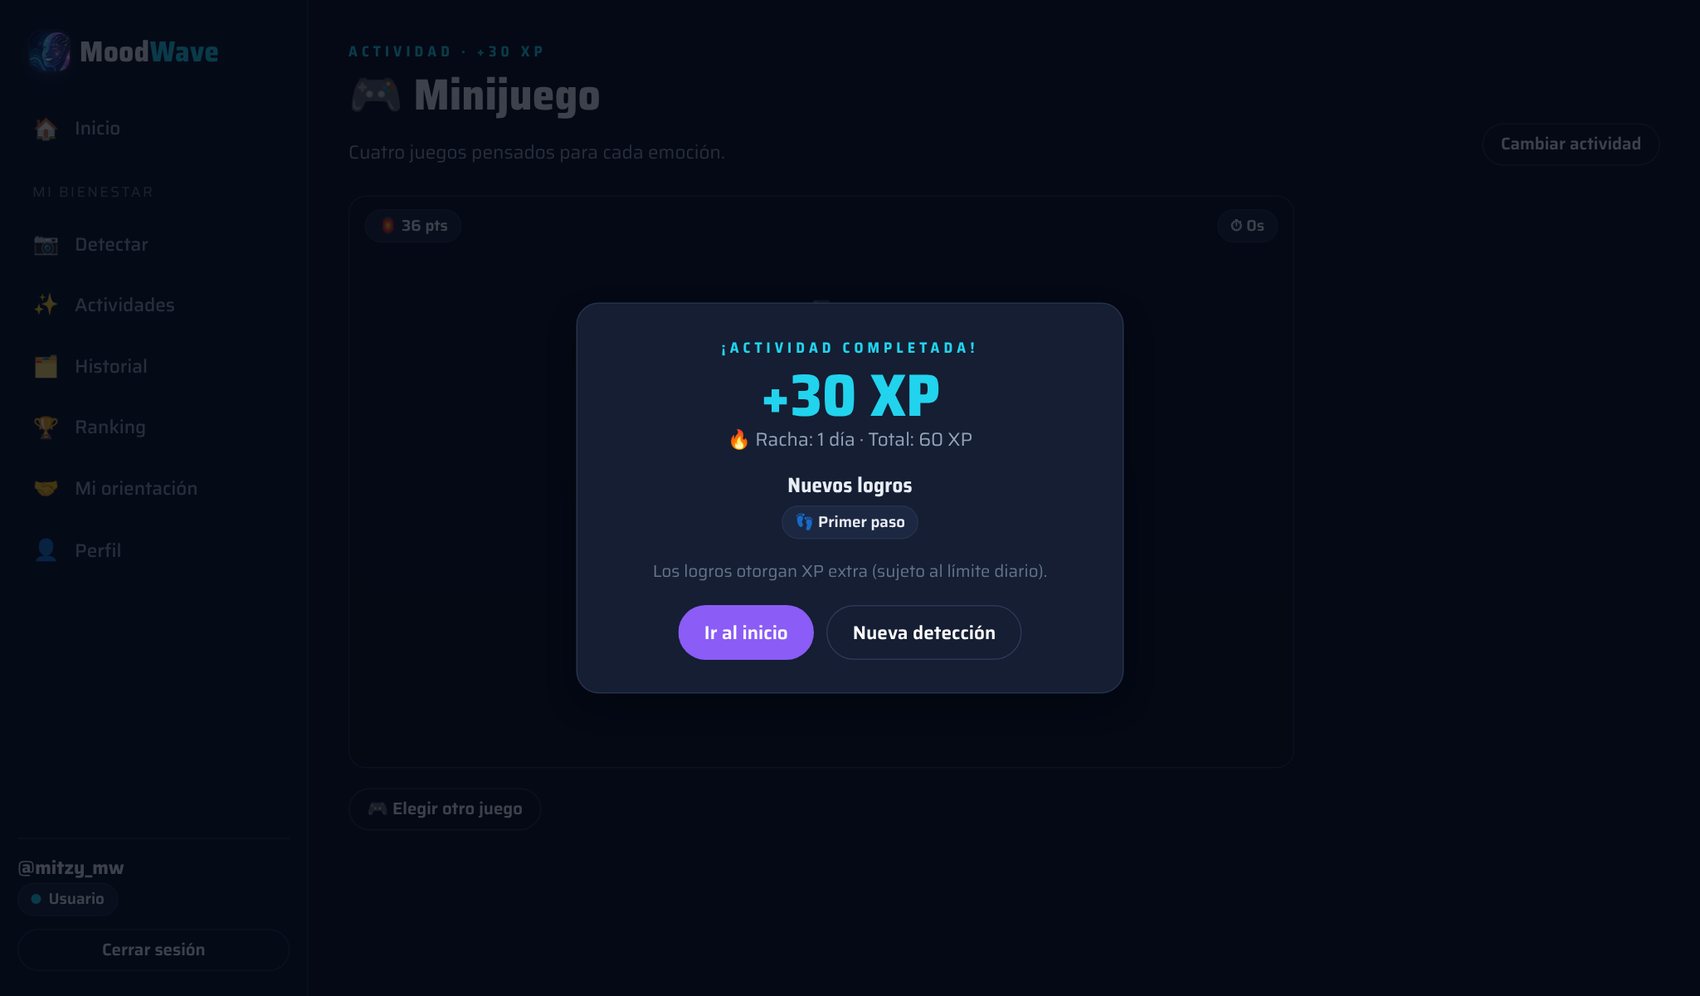 MoodWave
Inicio
MI BIENESTAR
Detectar
Actividades
Historial
Ranking
Mi orientación
Perfil
@mitzy_mw
Usuario
Cerrar sesión
ACTIVIDAD · +30 XP
Minijuego
Cuatro juegos pensados para cada emoción.
Cambiar actividad
36 pts
0s
¡ACTIVIDAD COMPLETADA!
+30 XP
Racha: 1 día · Total: 60 XP
Nuevos logros
Primer paso
Los logros otorgan XP extra (sujeto al límite diario).
Ir al inicio
Nueva detección
Elegir otro juego